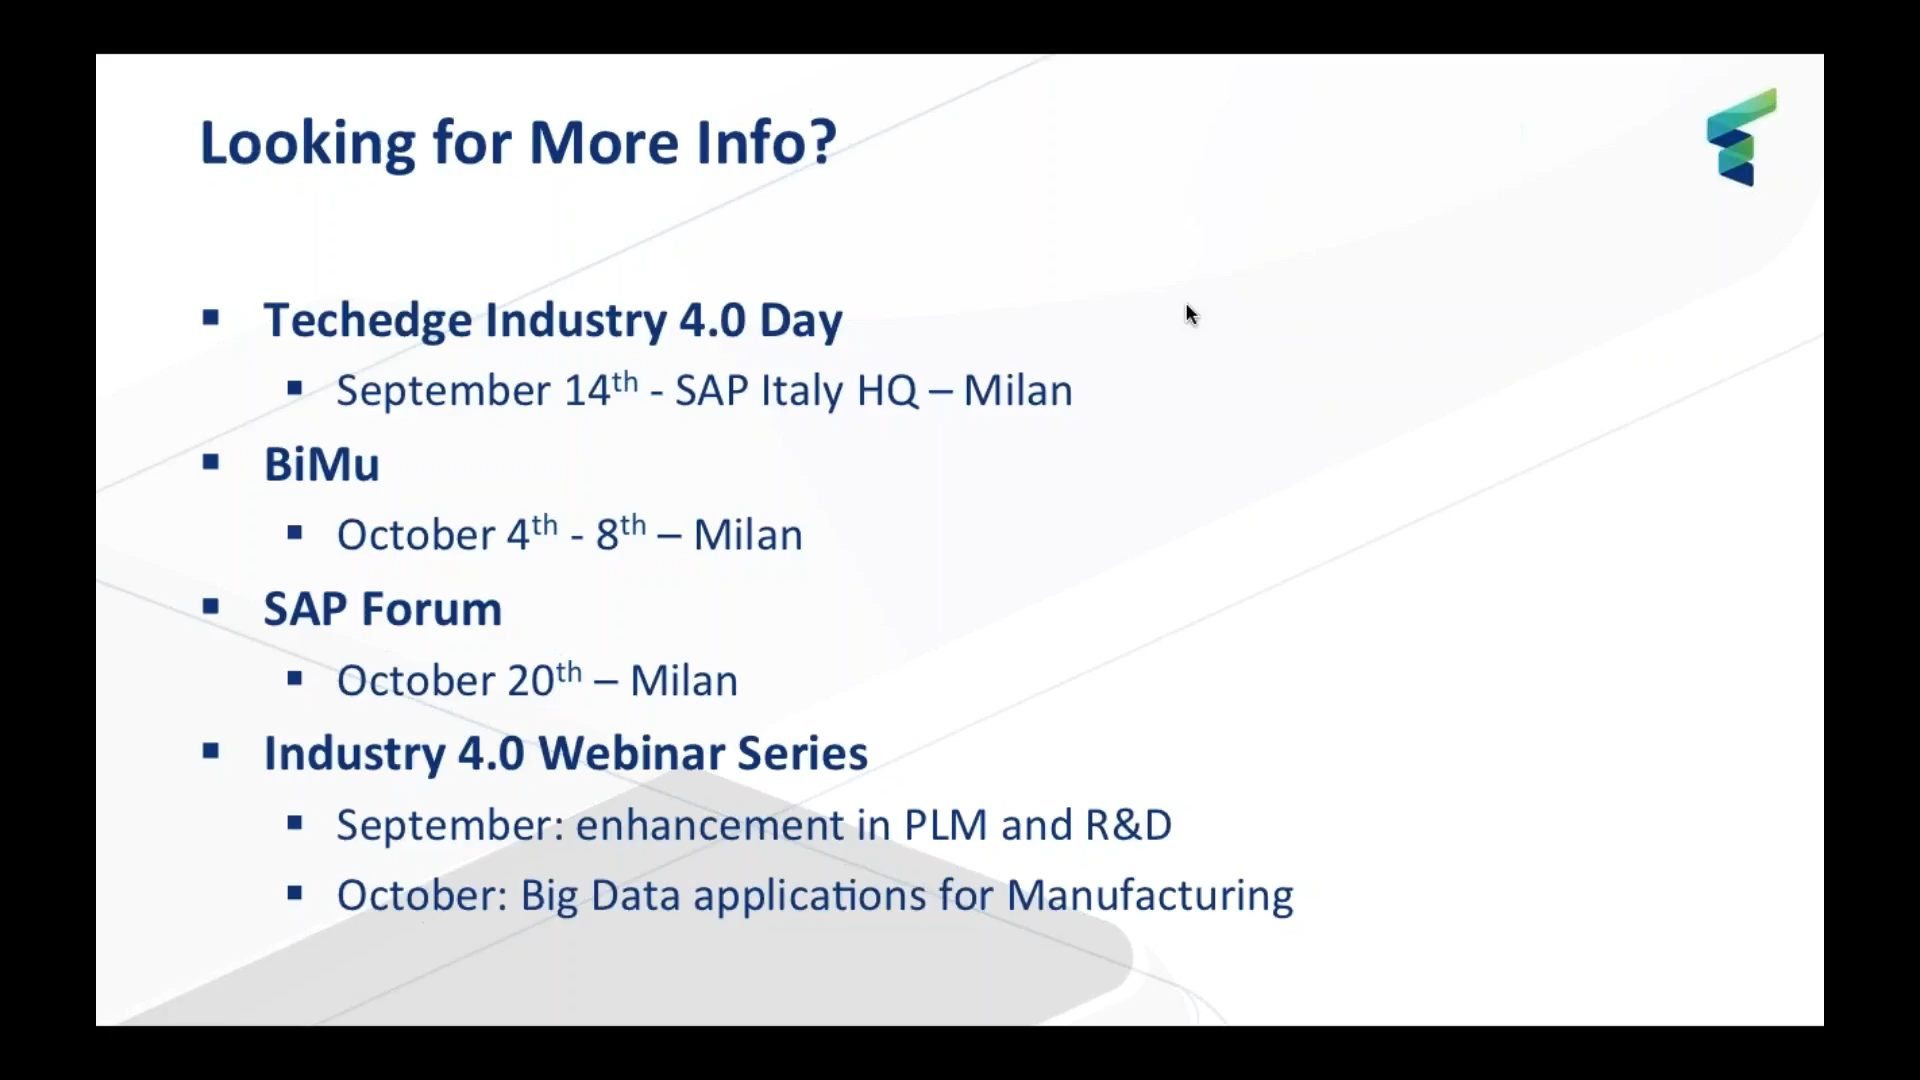 Looking for More Info?
▪ Techedge Industry 4.0 Day
▪ September 14th - SAP Italy HQ – Milan
▪ BiMu
▪ October 4th - 8th – Milan
▪ SAP Forum
▪ October 20th – Milan
▪ Industry 4.0 Webinar Series
▪ September: enhancement in PLM and R&D
▪ October: Big Data applications for Manufacturing